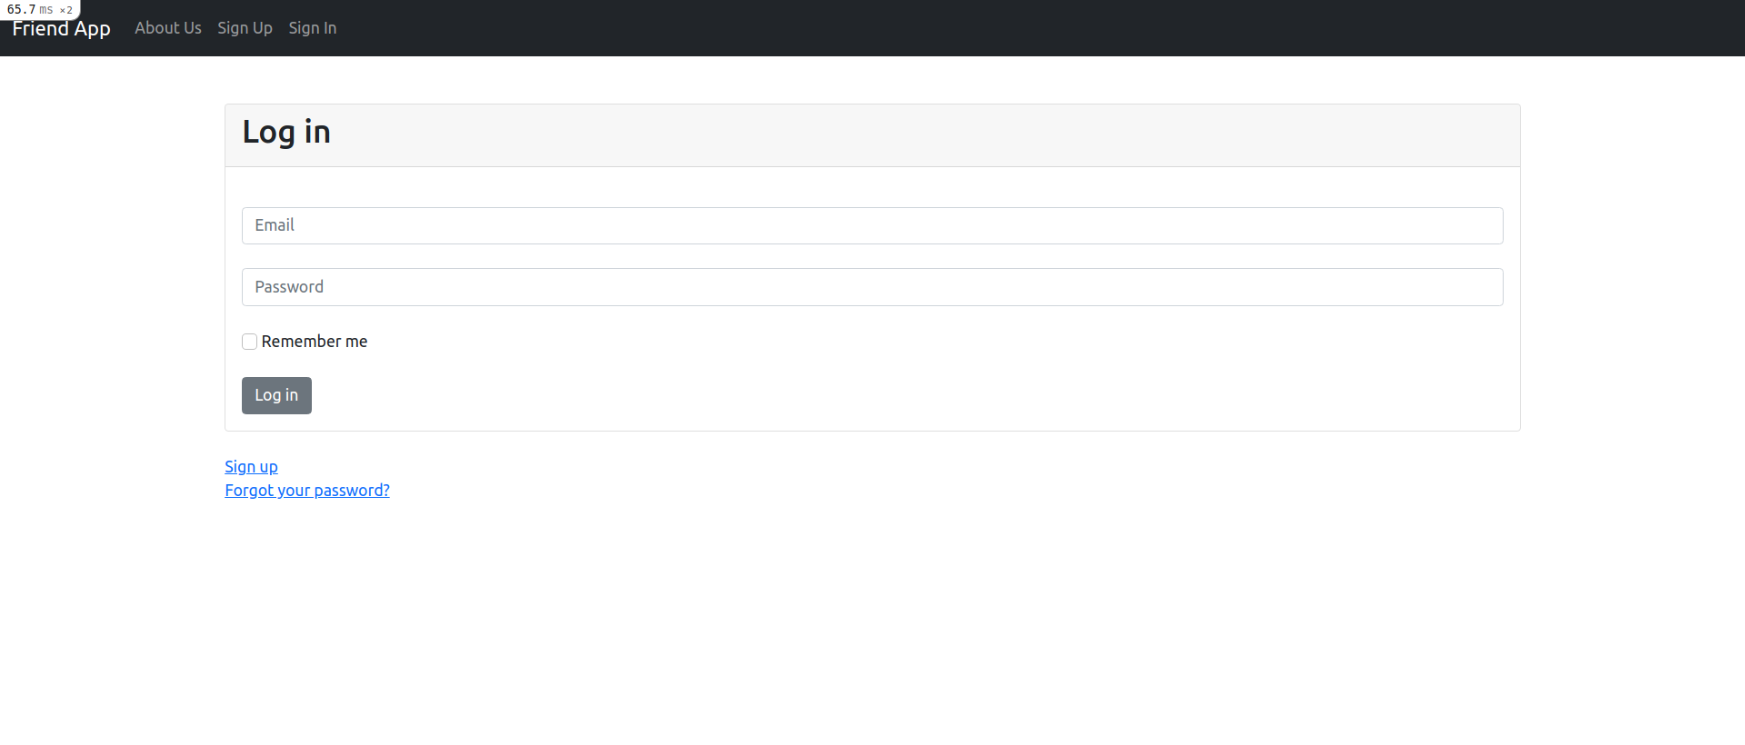 65.7 ms ×2
Friend App About Us Sign Up Sign In
Log in
Email
Password
Remember me
Log in
Sign up
Forgot your password?